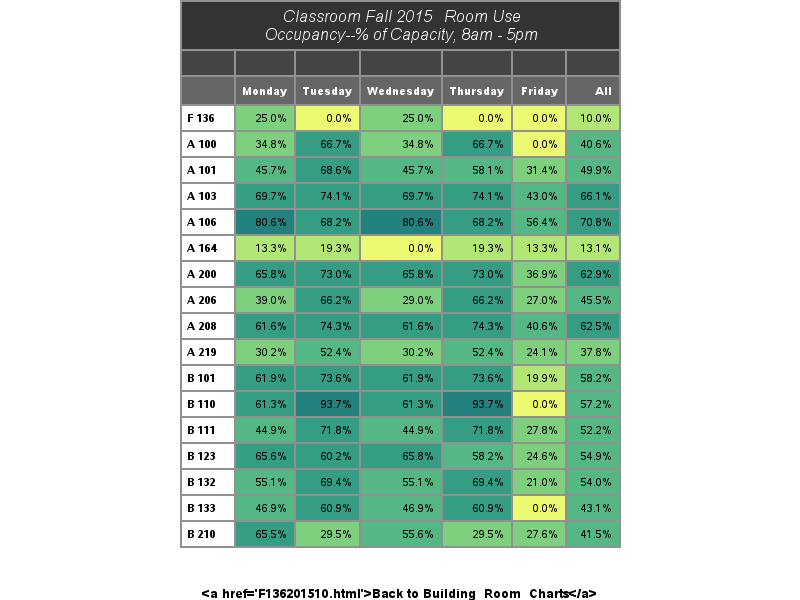 Classroom Fall 2015 Room Use
Occupancy--% of Capacity, 8am - 5pm
Monday Tuesday Wednesday Thursday Friday All
F 136 25.0% 0.0% 25.0% 0.0% 0.0% 10.0%
A 100 34.8% 66.7% 34.8% 66.7% 0.0% 40.6%
A 101 45.7% 68.6% 45.7% 58.1% 31.4% 49.9%
A 103 69.7% 74.1% 69.7% 74.1% 43.0% 66.1%
A 106 80.6% 68.2% 80.6% 68.2% 56.4% 70.8%
A 164 13.3% 19.3% 0.0% 19.3% 13.3% 13.1%
A 200 65.8% 73.0% 65.8% 73.0% 36.9% 62.9%
A 206 39.0% 66.2% 29.0% 66.2% 27.0% 45.5%
A 208 61.6% 74.3% 61.6% 74.3% 40.6% 62.5%
A 219 30.2% 52.4% 30.2% 52.4% 24.1% 37.8%
B 101 61.9% 73.6% 61.9% 73.6% 19.9% 58.2%
B 110 61.3% 93.7% 61.3% 93.7% 0.0% 57.2%
B 111 44.9% 71.8% 44.9% 71.8% 27.8% 52.2%
B 123 65.6% 60.2% 65.8% 58.2% 24.6% 54.9%
B 132 55.1% 69.4% 55.1% 69.4% 21.0% 54.0%
B 133 46.9% 60.9% 46.9% 60.9% 0.0% 43.1%
B 210 65.5% 29.5% 55.6% 29.5% 27.6% 41.5%
<a href='F136201510.html'>Back to Building_Room_Charts</a>